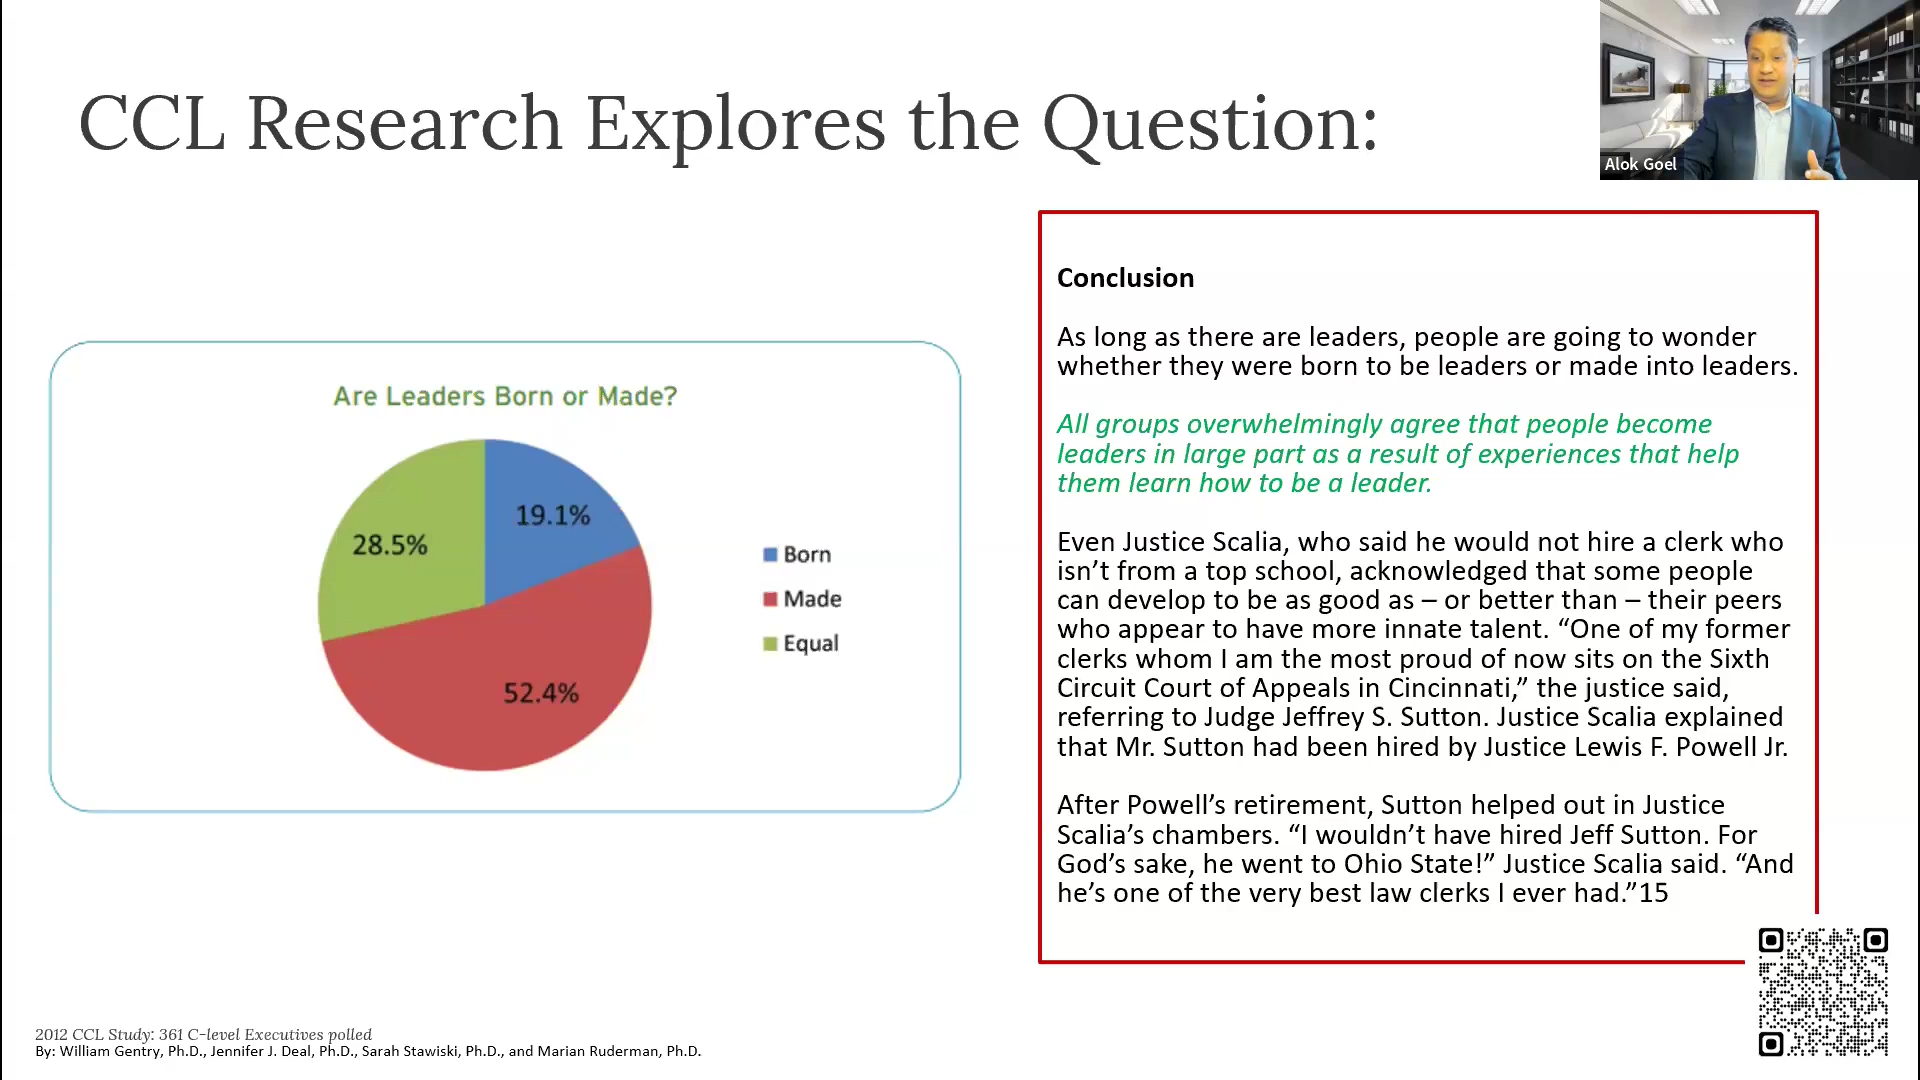 CCL Research Explores the Question:
Alok Goel
Are Leaders Born or Made?
19.1%
28.5%
52.4%
Born
Made
Equal
Conclusion
As long as there are leaders, people are going to wonder
whether they were born to be leaders or made into leaders.
All groups overwhelmingly agree that people become
leaders in large part as a result of experiences that help
them learn how to be a leader.
Even Justice Scalia, who said he would not hire a clerk who
isn’t from a top school, acknowledged that some people
can develop to be as good as – or better than – their peers
who appear to have more innate talent. “One of my former
clerks whom I am the most proud of now sits on the Sixth
Circuit Court of Appeals in Cincinnati,” the justice said,
referring to Judge Jeffrey S. Sutton. Justice Scalia explained
that Mr. Sutton had been hired by Justice Lewis F. Powell Jr.
After Powell’s retirement, Sutton helped out in Justice
Scalia’s chambers. “I wouldn’t have hired Jeff Sutton. For
God’s sake, he went to Ohio State!” Justice Scalia said. “And
he’s one of the very best law clerks I ever had.”15
2012 CCL Study: 361 C-level Executives polled
By: William Gentry, Ph.D., Jennifer J. Deal, Ph.D., Sarah Stawiski, Ph.D., and Marian Ruderman, Ph.D.